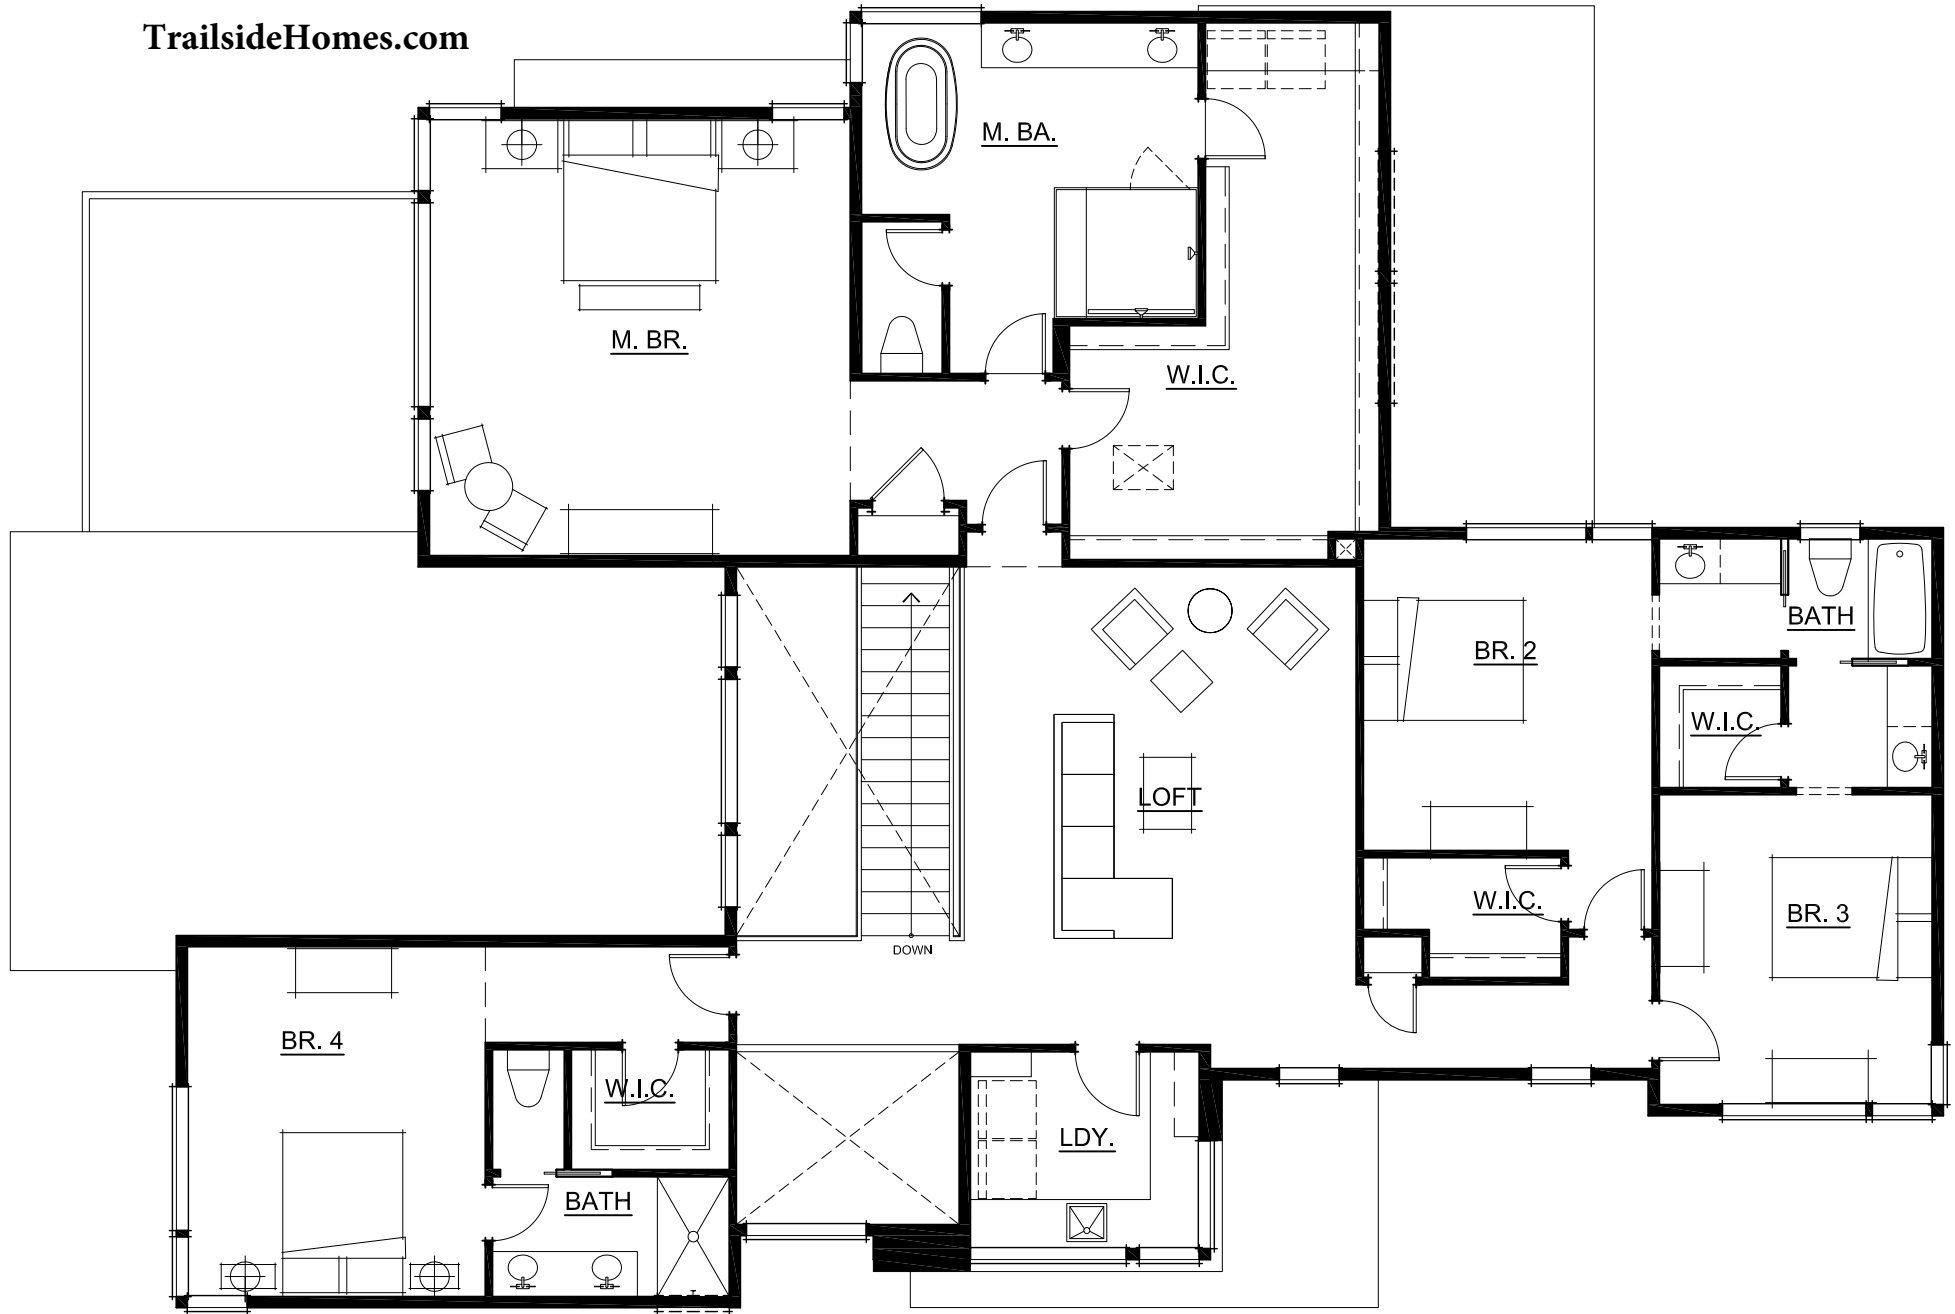 TrailsideHomes.com
M. BA.
M. BR.
W.I.C.
BATH
BR. 2
W.I.C.
LOFT
W.I.C.
BR. 3
DOWN
BR. 4
W.I.C.
LDY.
BATH